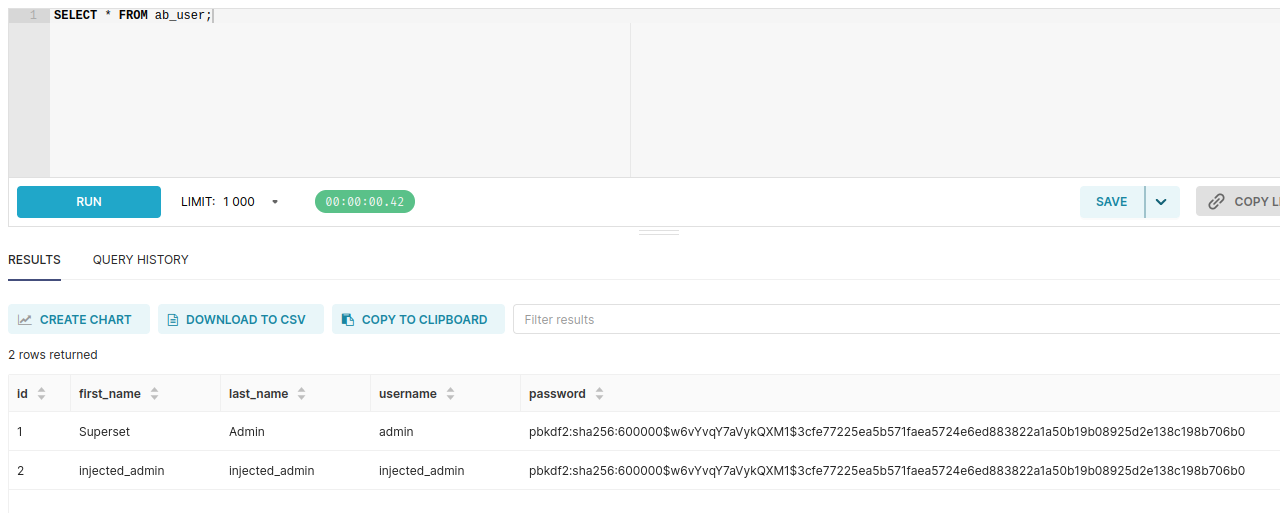 1 SELECT * FROM ab_user;
RUN LIMIT: 1 000 00:00:00.42 SAVE COPY
RESULTS QUERY HISTORY
CREATE CHART DOWNLOAD TO CSV COPY TO CLIPBOARD Filter results
2 rows returned
id first_name last_name username password
1 Superset Admin admin pbkdf2:sha256:600000$w6vYvqY7aVykQXM1$3cfe77225ea5b571faea5724e6ed883822a1a50b19b08925d2e138c198b706b0
2 injected_admin injected_admin injected_admin pbkdf2:sha256:600000$w6vYvqY7aVykQXM1$3cfe77225ea5b571faea5724e6ed883822a1a50b19b08925d2e138c198b706b0